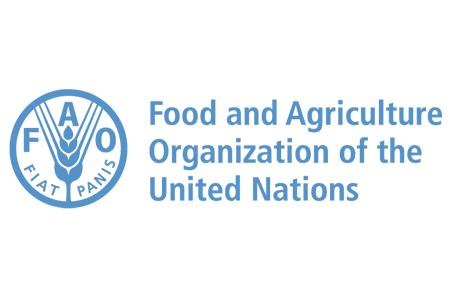 F A O
FIAT PANIS
Food and Agriculture
Organization of the
United Nations